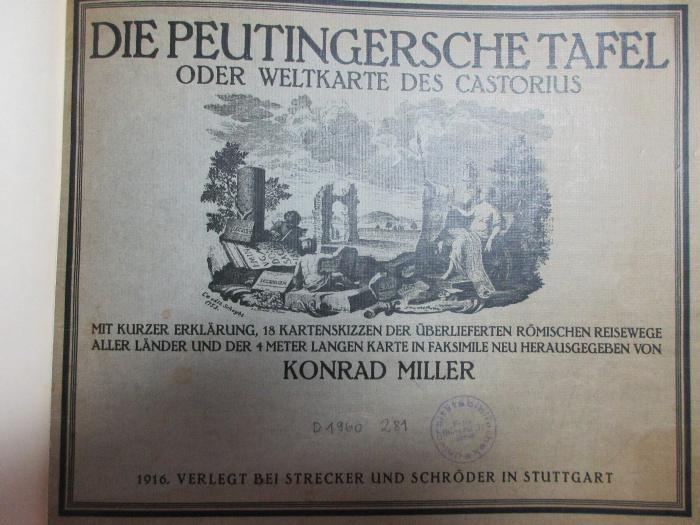 DIE PEUTINGERSCHE TAFEL
ODER WELTKARTE DES CASTORIUS
MIT KURZER ERKLÄRUNG, 18 KARTENSKIZZEN DER ÜBERLIEFERTEN RÖMISCHEN REISEWEGE
ALLER LÄNDER UND DER 4 METER LANGEN KARTE IN FAKSIMILE NEU HERAUSGEGEBEN VON
KONRAD MILLER
D 1960 281
1916. VERLEGT BEI STRECKER UND SCHRÖDER IN STUTTGART